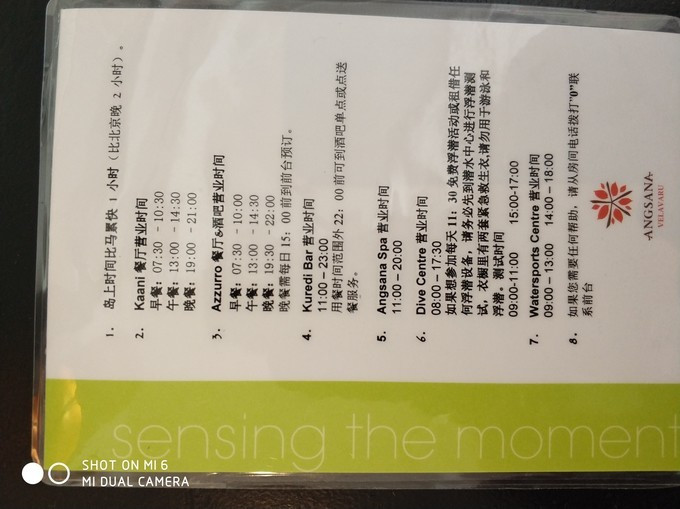 1. 岛上时间比马累快 1 小时（比北京晚 2 小时）。
2. Kaani 餐厅营业时间
早餐：07:30 – 10:30
午餐：13:00 – 14:30
晚餐：19:00 – 21:00
3. Azzurro 餐厅&酒吧营业时间
早餐：07:30 – 10:00
午餐：13:00 – 14:30
晚餐：19:30 – 22:00
晚餐需每日 15：00 前到前台预订。
4. Kuredi Bar 营业时间
11:00 – 23:00
用餐时间范围外 22：00 前可到酒吧单点或点送
餐服务。
5. Angsana Spa 营业时间
11:00 – 20:00
6. Dive Centre 营业时间
08:00 – 17:30
如果想参加每天 11：30 免费浮潜活动或租借任
何浮潜设备，请务必先到潜水中心进行浮潜测
试，衣橱里有两套紧急救生衣,请勿用于游泳和
浮潜。测试时间
09:00-11:00 15:00-17:00
7. Watersports Centre 营业时间
09:00 – 13:00 14:00 – 18:00
8. 如果您需要任何帮助，请从房间电话拨打"0"联
系前台
ANGSANA
VELAVARU
sensing the moment
SHOT ON MI 6
MI DUAL CAMERA